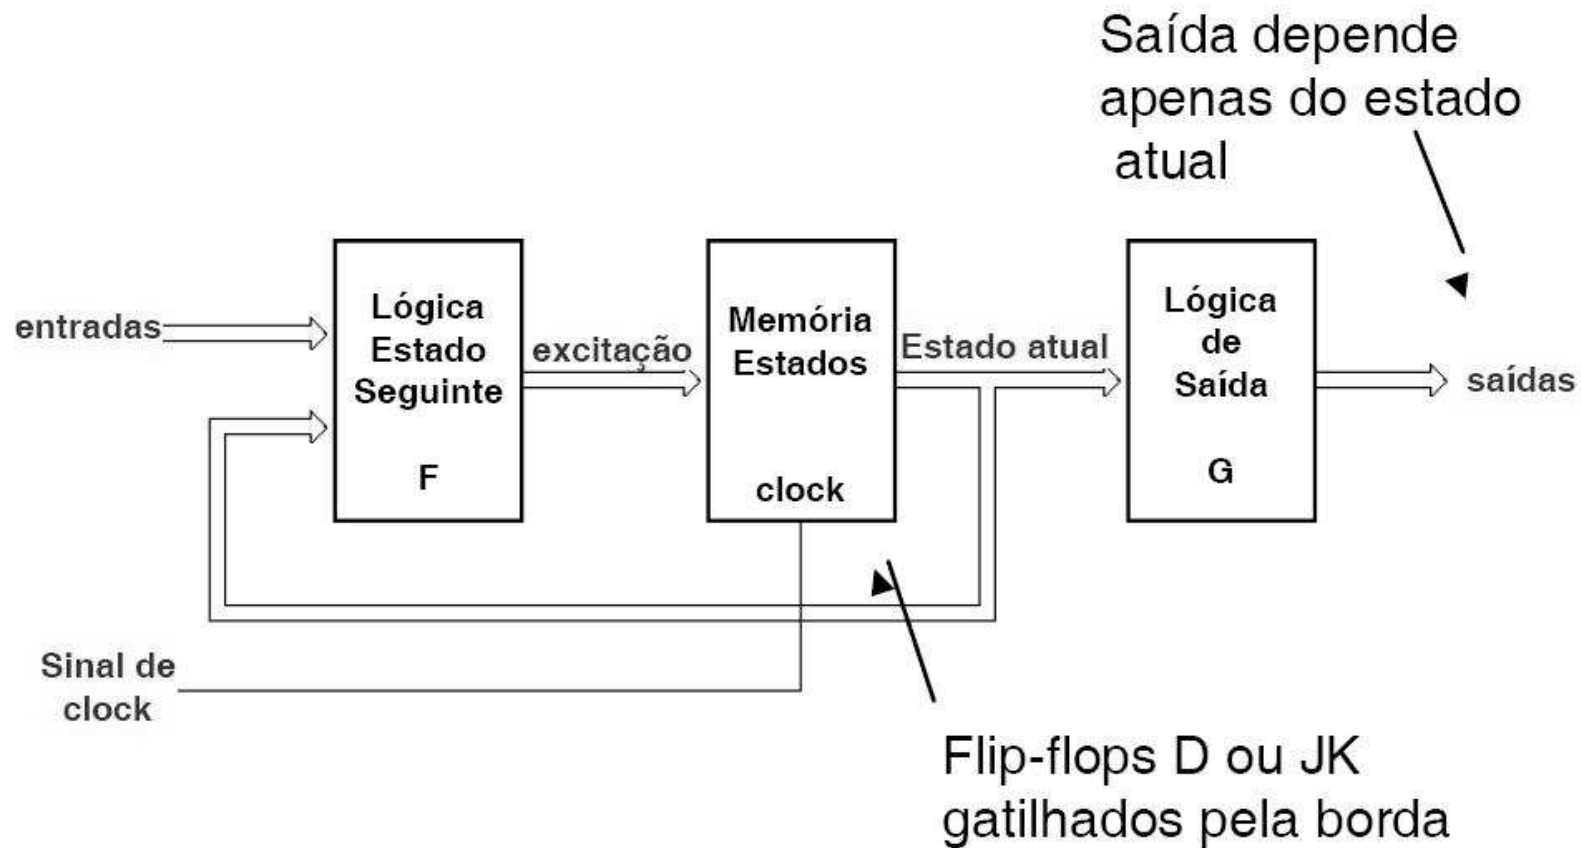 Saída depende
apenas do estado
atual
entradas
Lógica
Estado
Seguinte
F
excitação
Memória
Estados
clock
Estado atual
Lógica
de
Saída
G
saídas
Sinal de
clock
Flip-flops D ou JK
gatilhados pela borda